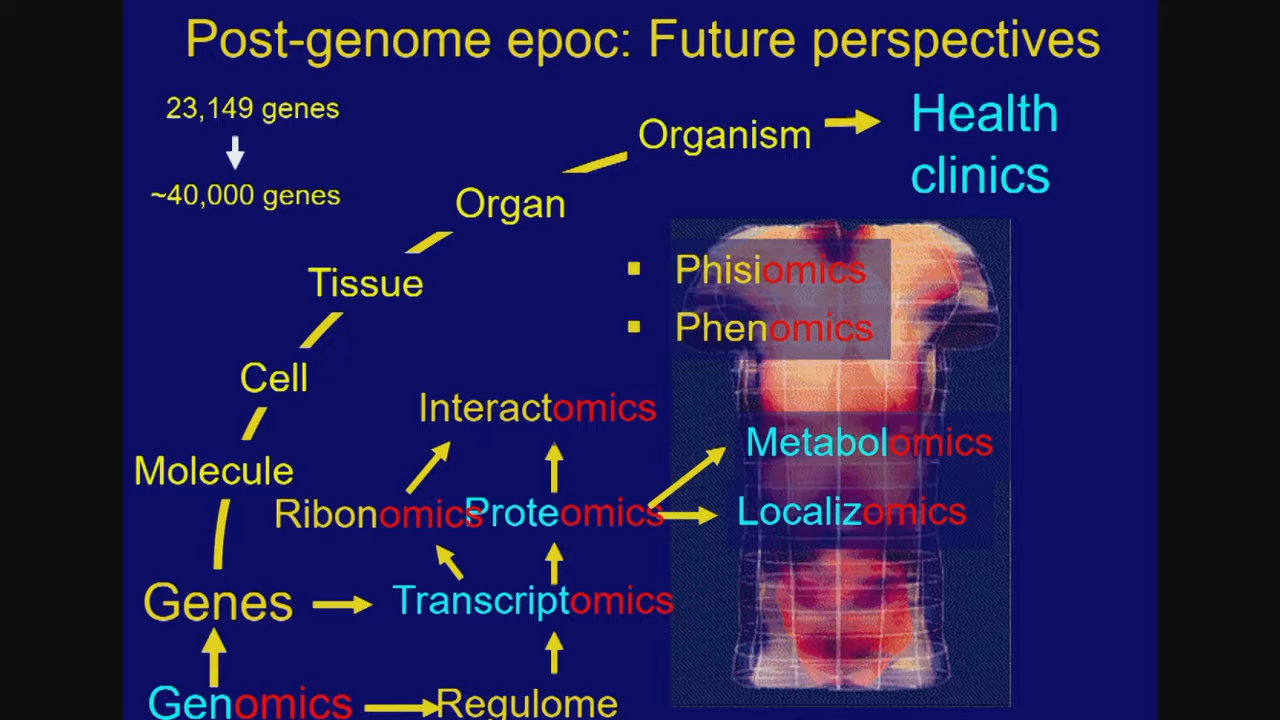 Post-genome epoc: Future perspectives
23,149 genes
~40,000 genes
Health
clinics
Organism
Organ
Tissue
Cell
Molecule
Genes
Genomics
Phisiomics
Phenomics
Interactomics
Metabolomics
Ribonomics
Proteomics
Localizomics
Transcriptomics
Regulome